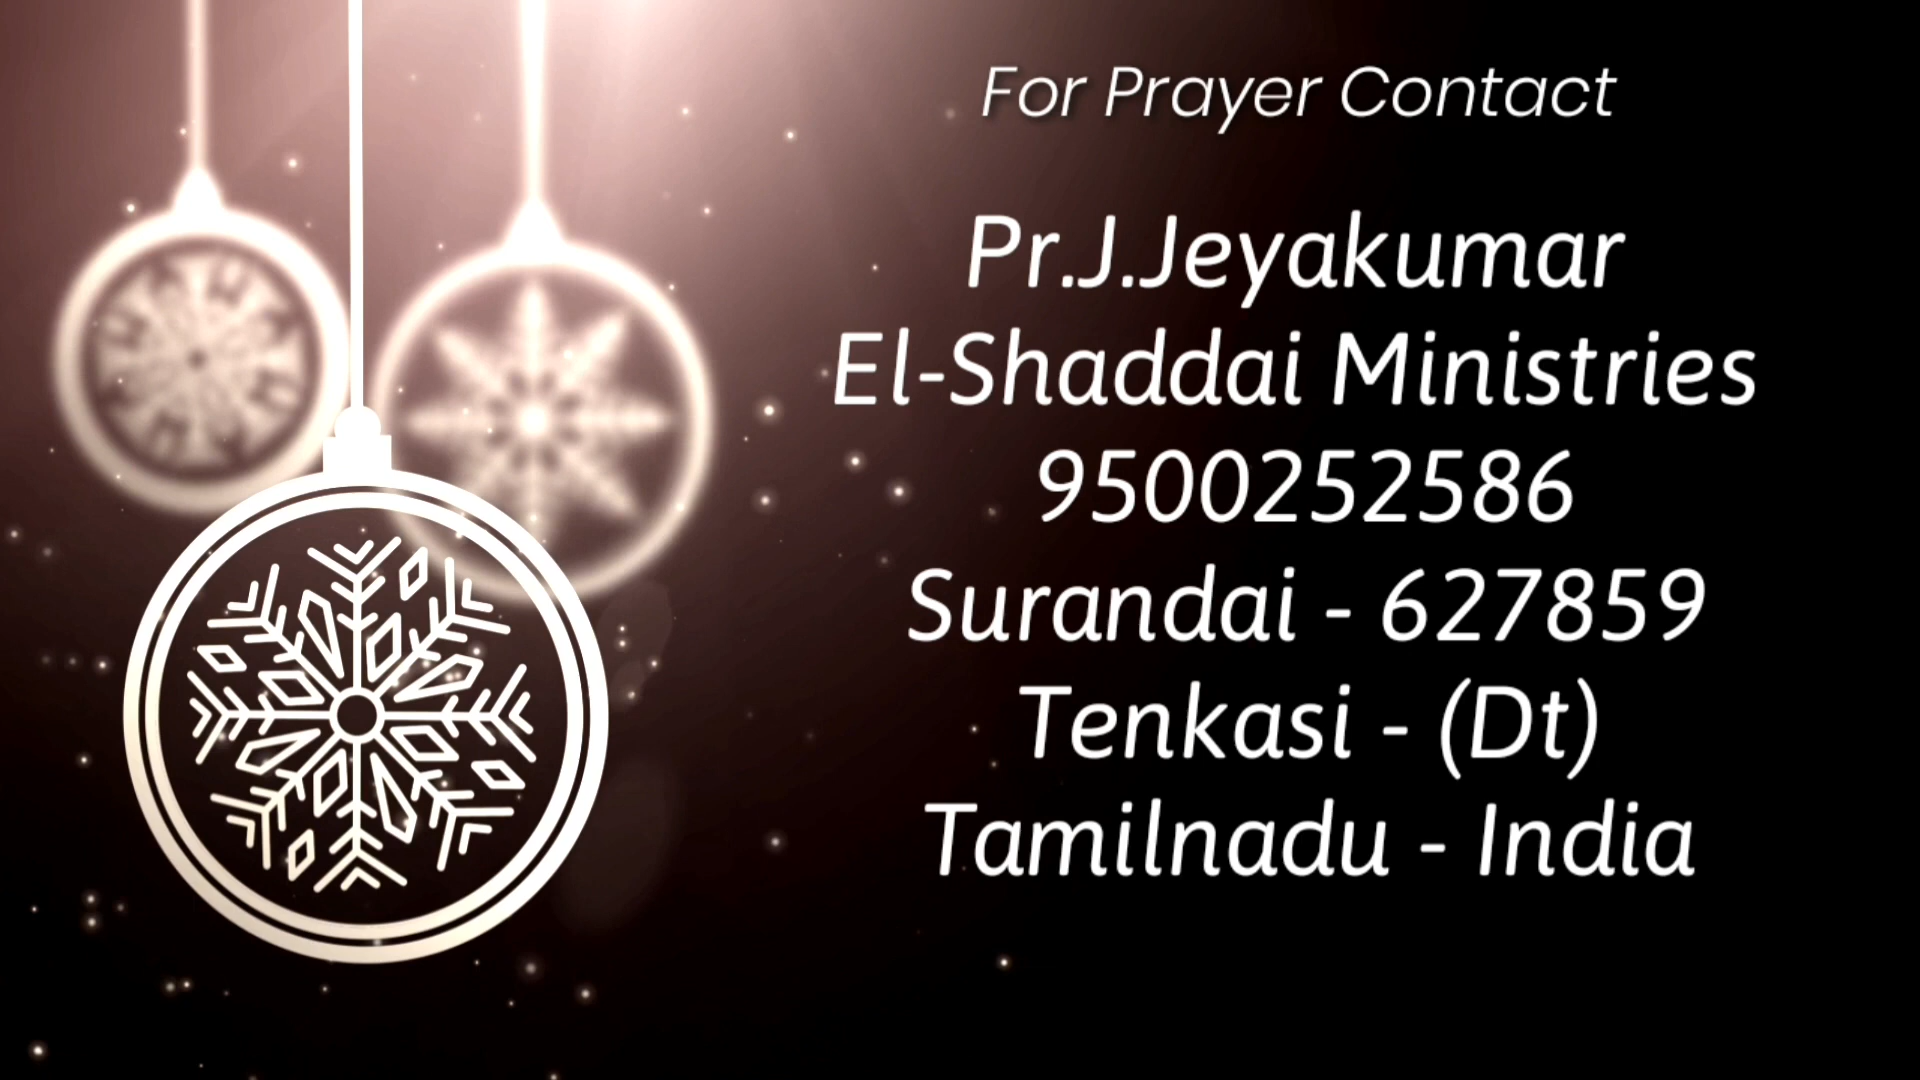 For Prayer Contact
Pr.J.Jeyakumar
El-Shaddai Ministries
9500252586
Surandai - 627859
Tenkasi - (Dt)
Tamilnadu - India